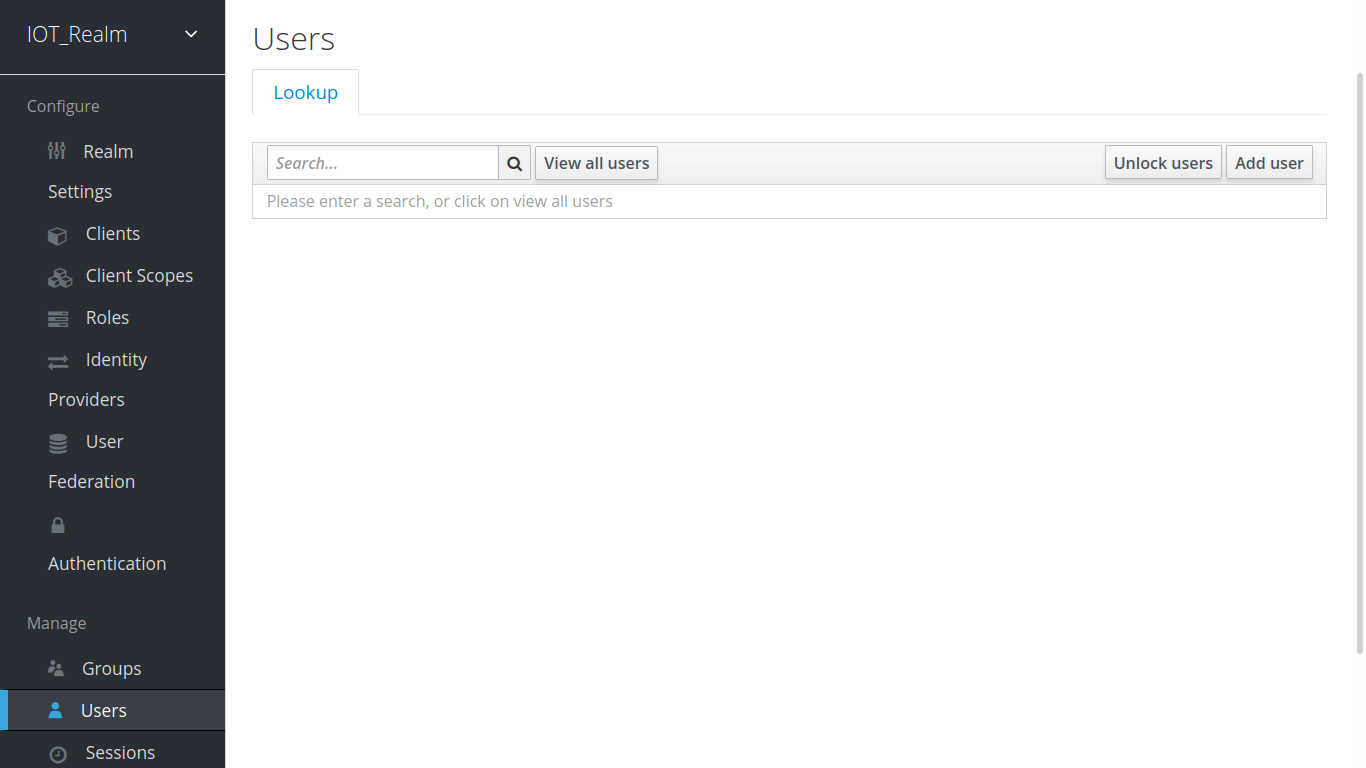 IOT_Realm
Configure
Realm
Settings
Clients
Client Scopes
Roles
Identity
Providers
User
Federation
Authentication
Manage
Groups
Users
Sessions
Users
Lookup
Search... View all users Unlock users Add user
Please enter a search, or click on view all users